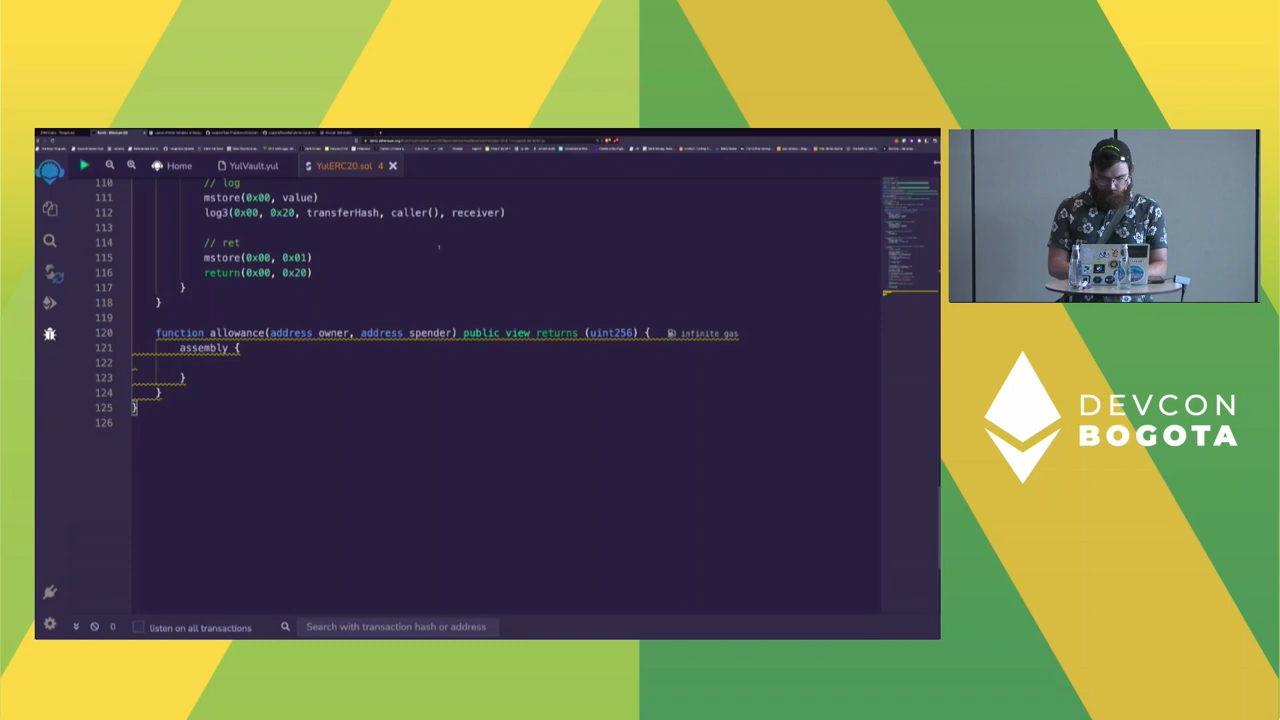 Home
YulVault.yul
YulERC20.sol 4
110 // log
111 mstore(0x00, value)
112 log3(0x00, 0x20, transferHash, caller(), receiver)
113
114 // ret
115 mstore(0x00, 0x01)
116 return(0x00, 0x20)
117 }
118 }
119
120 function allowance(address owner, address spender) public view returns (uint256) { infinite gas
121 assembly {
122
123 }
124 }
125 }
126
0
listen on all transactions
Search with transaction hash or address
DEVCON
BOGOTA